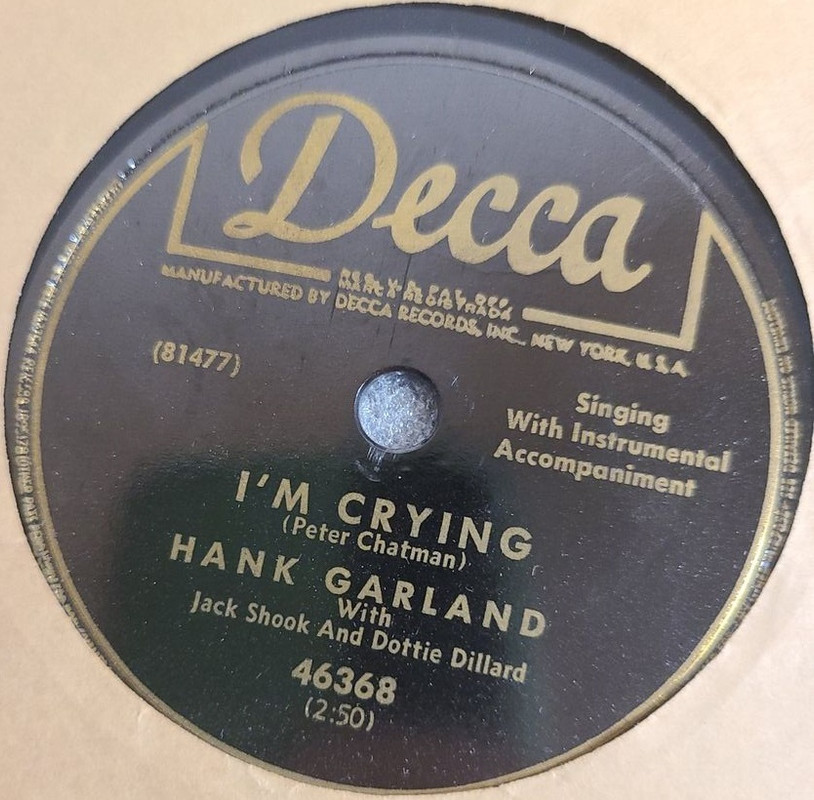 Decca
MANUFACTURED BY DECCA RECORDS, INC., NEW YORK, U.S.A.
(81477)
Singing
With Instrumental
Accompaniment
I'M CRYING
(Peter Chatman)
HANK GARLAND
With
Jack Shook And Dottie Dillard
46368
(2:50)